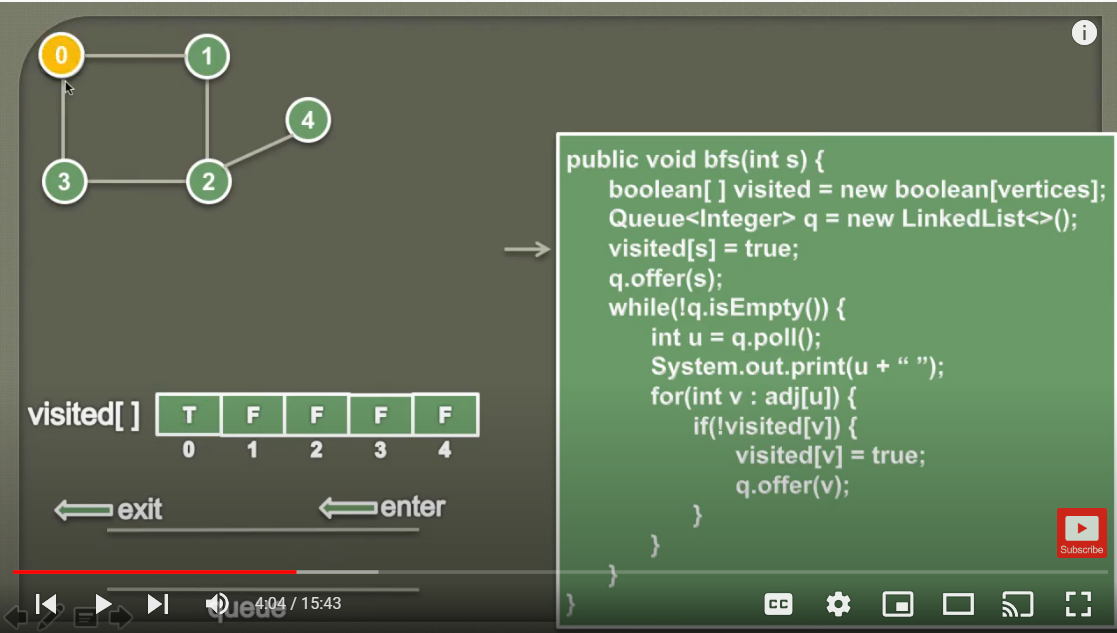 0
1
4
3
2
public void bfs(int s) {
boolean[ ] visited = new boolean[vertices];
Queue<Integer> q = new LinkedList<>();
visited[s] = true;
q.offer(s);
while(!q.isEmpty()) {
int u = q.poll();
System.out.print(u + “ ”);
for(int v : adj[u]) {
if(!visited[v]) {
visited[v] = true;
q.offer(v);
}
}
}
}
visited[ ] T F F F F
0 1 2 3 4
exit enter
queue
Subscribe
4:04 / 15:43
CC
i